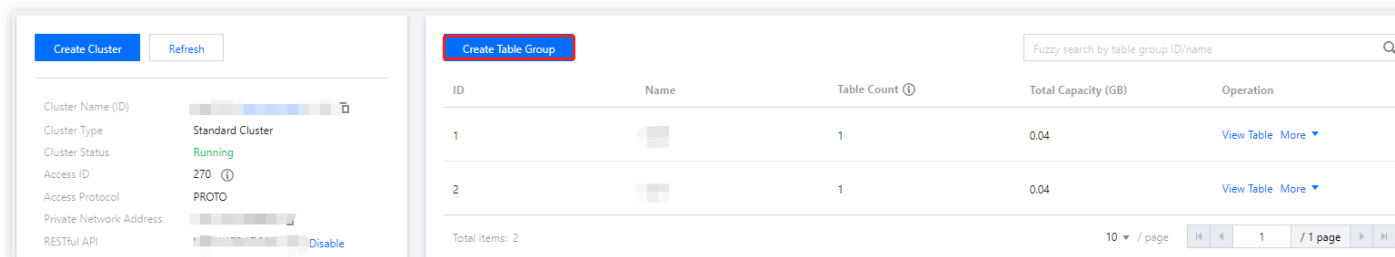 Create Cluster Refresh
Cluster Name (ID)
Cluster Type Standard Cluster
Cluster Status Running
Access ID 270
Access Protocol PROTO
Private Network Address
RESTful API Disable
Create Table Group Fuzzy search by table group ID/name
ID Name Table Count Total Capacity (GB) Operation
1 1 0.04 View Table More
2 1 0.04 View Table More
Total items: 2 10 / page 1 / 1 page